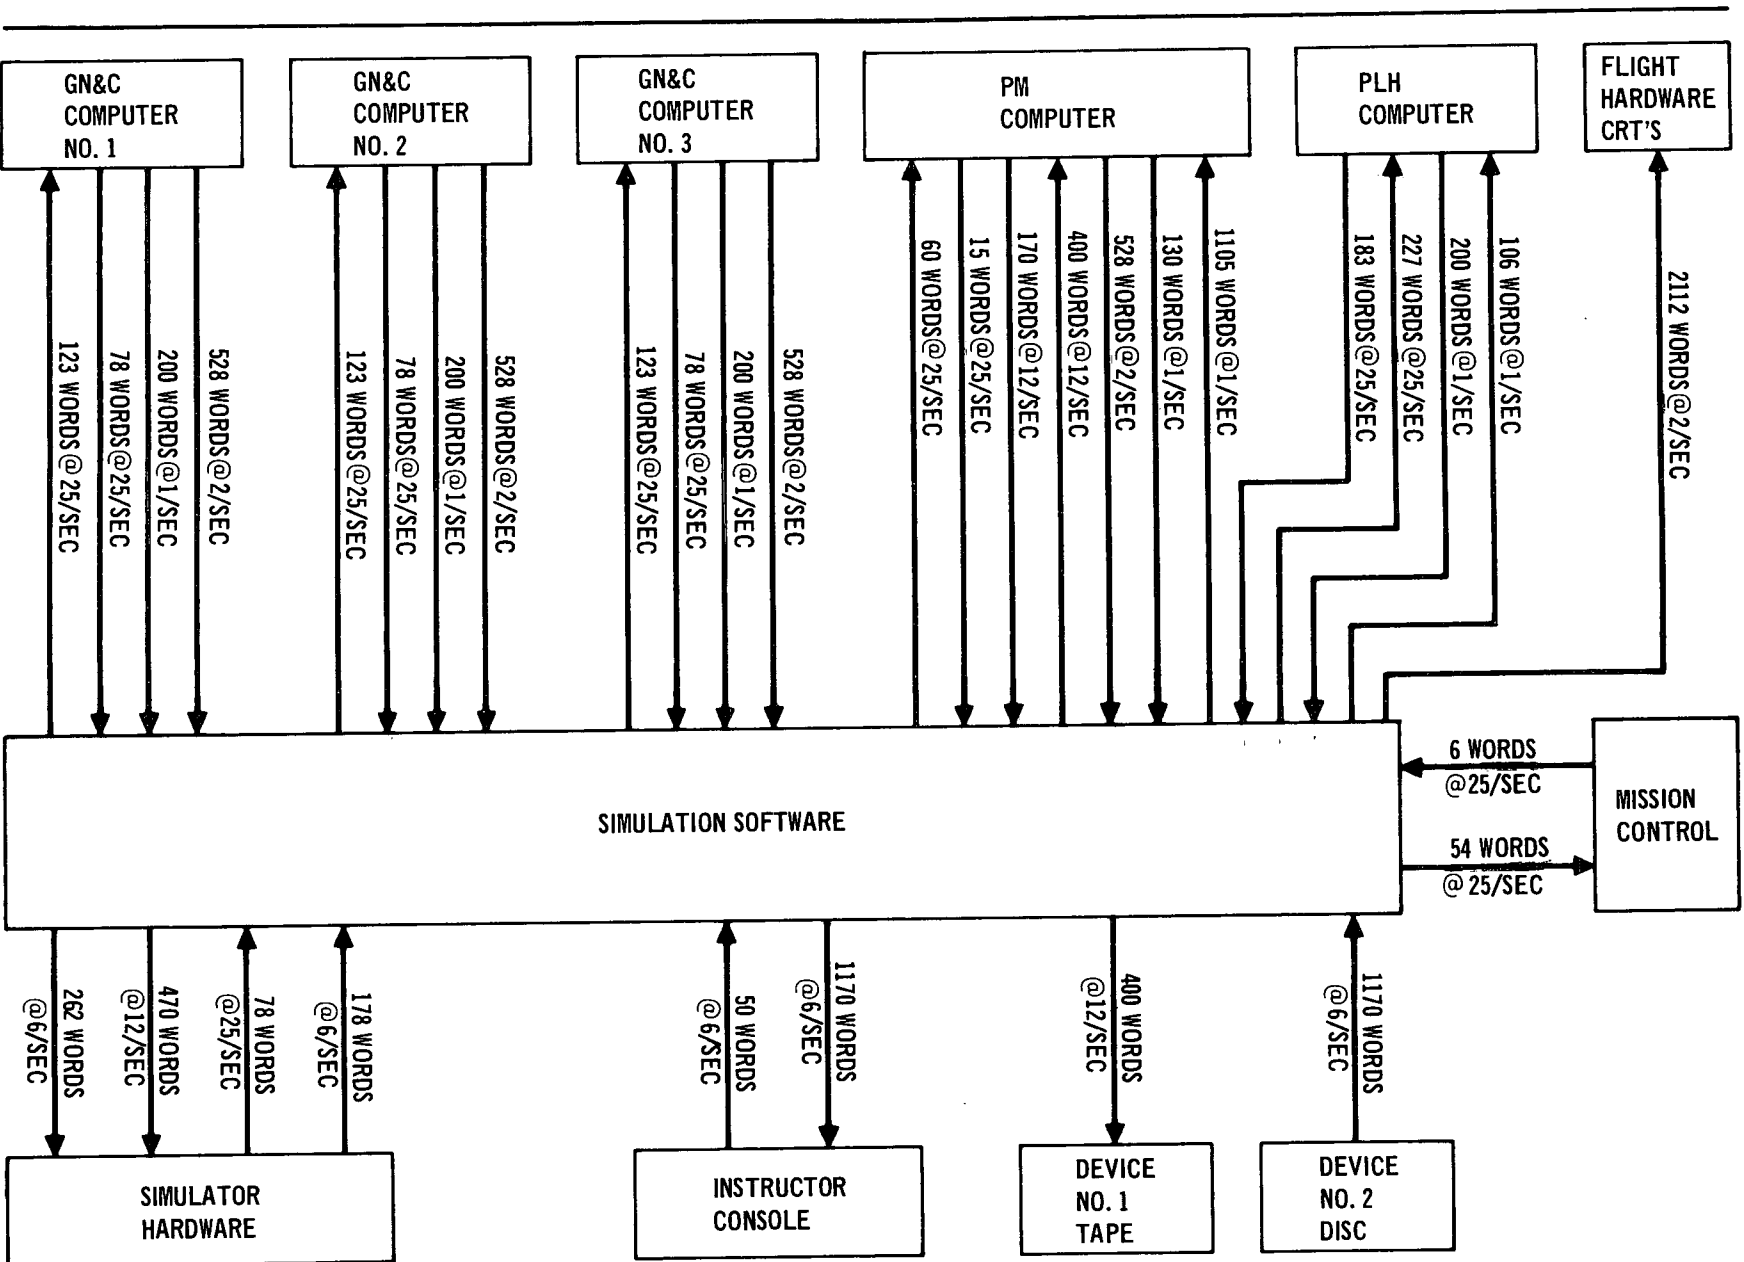 GN&C
COMPUTER
NO. 1
GN&C
COMPUTER
NO. 2
GN&C
COMPUTER
NO. 3
PM
COMPUTER
PLH
COMPUTER
FLIGHT
HARDWARE
CRT'S
123 WORDS@25/SEC
78 WORDS@25/SEC
200 WORDS@1/SEC
528 WORDS@2/SEC
123 WORDS@25/SEC
78 WORDS@25/SEC
200 WORDS@1/SEC
528 WORDS@2/SEC
123 WORDS@25/SEC
78 WORDS@25/SEC
200 WORDS@1/SEC
528 WORDS@2/SEC
60 WORDS@25/SEC
15 WORDS@25/SEC
170 WORDS@12/SEC
400 WORDS@12/SEC
528 WORDS@2/SEC
130 WORDS@1/SEC
1105 WORDS@1/SEC
183 WORDS@25/SEC
227 WORDS@25/SEC
200 WORDS@1/SEC
106 WORDS@1/SEC
2112 WORDS@2/SEC
SIMULATION SOFTWARE
6 WORDS
@25/SEC
54 WORDS
@25/SEC
MISSION
CONTROL
262 WORDS
@6/SEC
470 WORDS
@12/SEC
78 WORDS
@25/SEC
178 WORDS
@6/SEC
50 WORDS
@6/SEC
1170 WORDS
@6/SEC
400 WORDS
@12/SEC
1170 WORDS
@6/SEC
SIMULATOR
HARDWARE
INSTRUCTOR
CONSOLE
DEVICE
NO. 1
TAPE
DEVICE
NO. 2
DISC